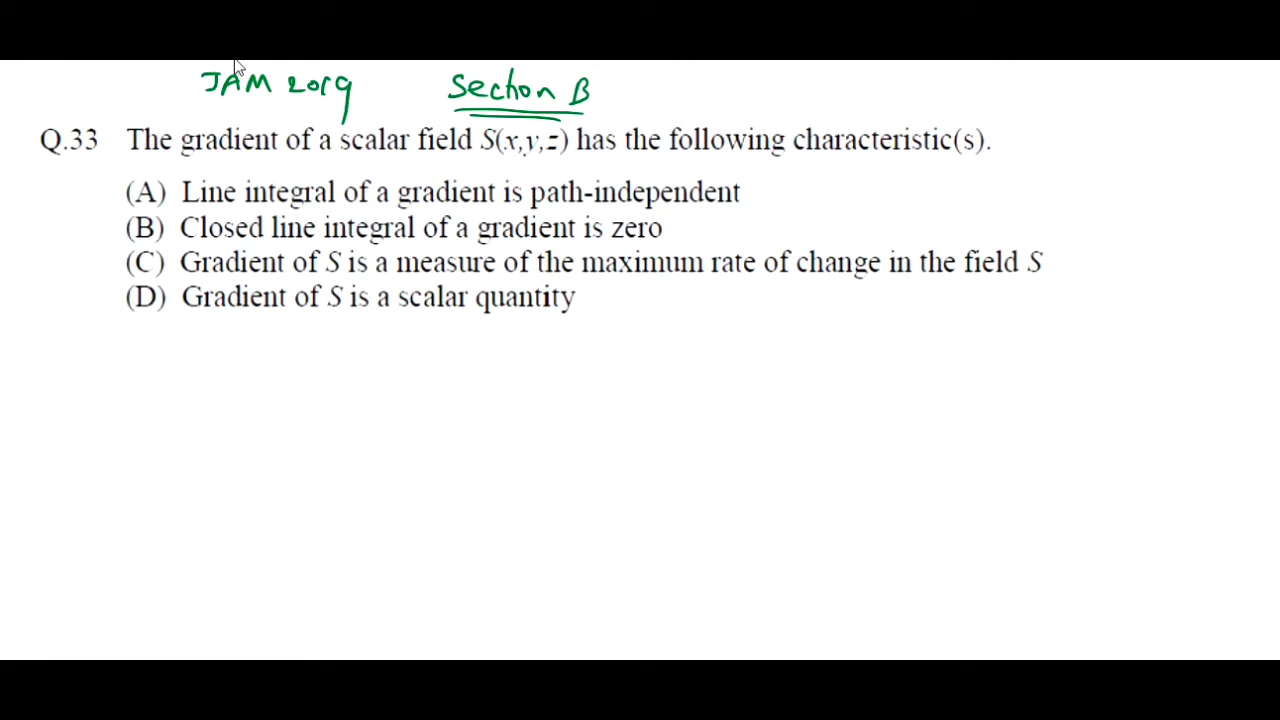 JAM 2019 Section B
Q.33 The gradient of a scalar field S(x,y,z) has the following characteristic(s).
(A) Line integral of a gradient is path-independent
(B) Closed line integral of a gradient is zero
(C) Gradient of S is a measure of the maximum rate of change in the field S
(D) Gradient of S is a scalar quantity